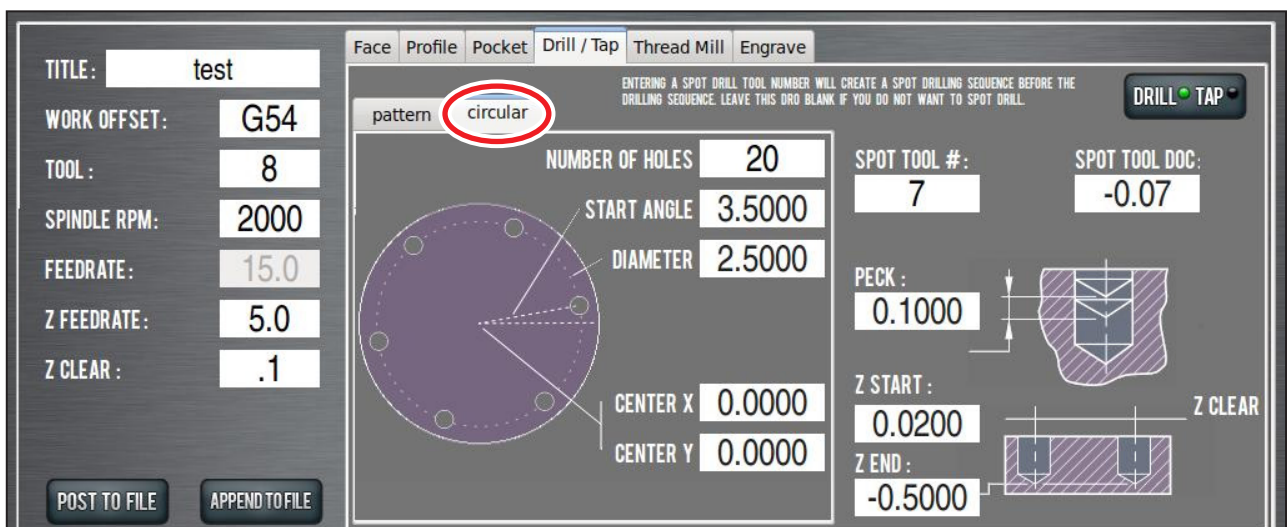 Face Profile Pocket Drill / Tap Thread Mill Engrave
TITLE: test
WORK OFFSET: G54
TOOL: 8
SPINDLE RPM: 2000
FEEDRATE: 15.0
Z FEEDRATE: 5.0
Z CLEAR: .1
POST TO FILE APPEND TO FILE
ENTERING A SPOT DRILL TOOL NUMBER WILL CREATE A SPOT DRILLING SEQUENCE BEFORE THE
DRILLING SEQUENCE. LEAVE THIS DRO BLANK IF YOU DO NOT WANT TO SPOT DRILL.
DRILL TAP
pattern circular
NUMBER OF HOLES 20
START ANGLE 3.5000
DIAMETER 2.5000
CENTER X 0.0000
CENTER Y 0.0000
SPOT TOOL #: SPOT TOOL DOC:
7 -0.07
PECK:
0.1000
Z START:
0.0200
Z CLEAR
Z END:
-0.5000